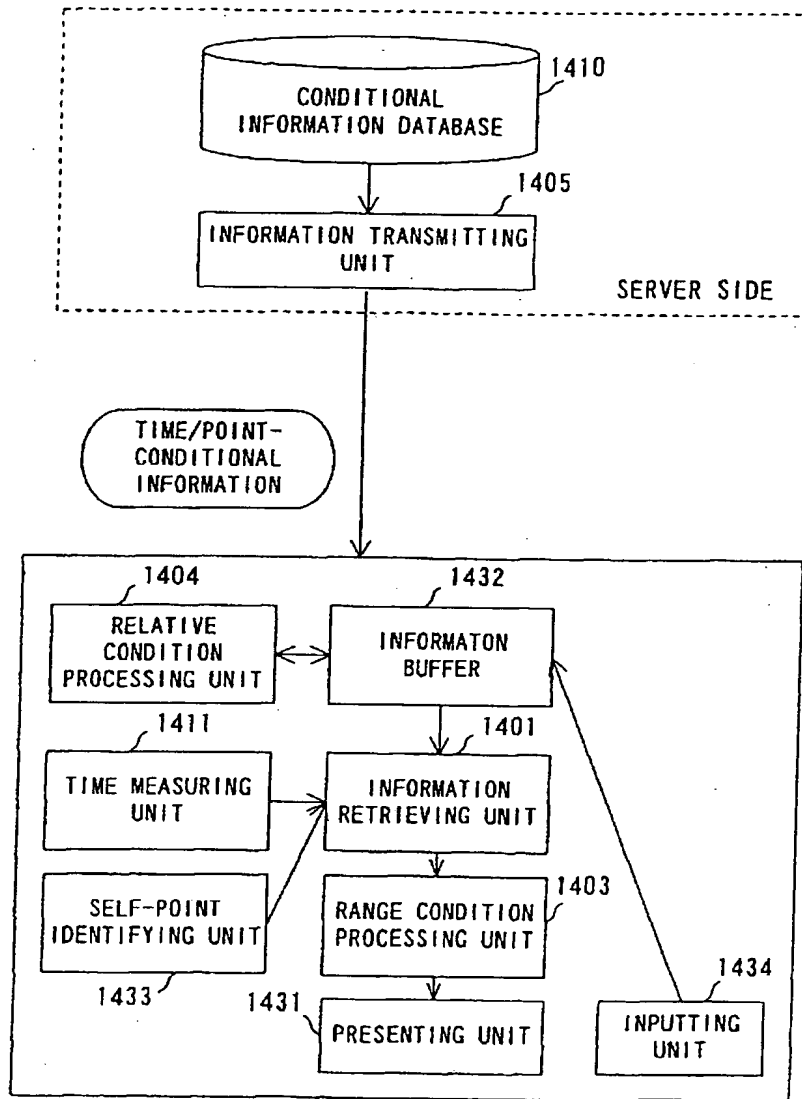 1410
CONDITIONAL
INFORMATION DATABASE
1405
INFORMATION TRANSMITTING
UNIT
SERVER SIDE
TIME/POINT-
CONDITIONAL
INFORMATION
1404
RELATIVE
CONDITION
PROCESSING UNIT
1432
INFORMATON
BUFFER
1411
TIME MEASURING
UNIT
1401
INFORMATION
RETRIEVING UNIT
SELF-POINT
IDENTIFYING UNIT
1433
1403
RANGE CONDITION
PROCESSING UNIT
1431
PRESENTING UNIT
1434
INPUTTING
UNIT